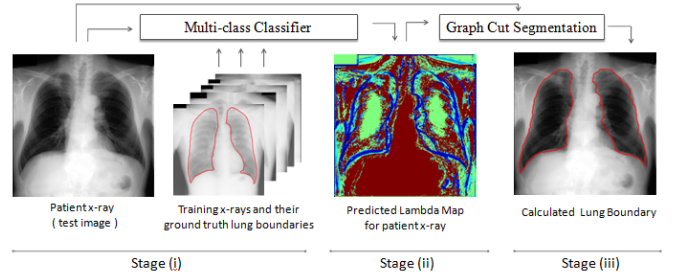 Multi-class Classifier
Graph Cut Segmentation
Patient x-ray
( test image )
Training x-rays and their
ground truth lung boundaries
Predicted Lambda Map
for patient x-ray
Calculated Lung Boundary
Stage (i)
Stage (ii)
Stage (iii)